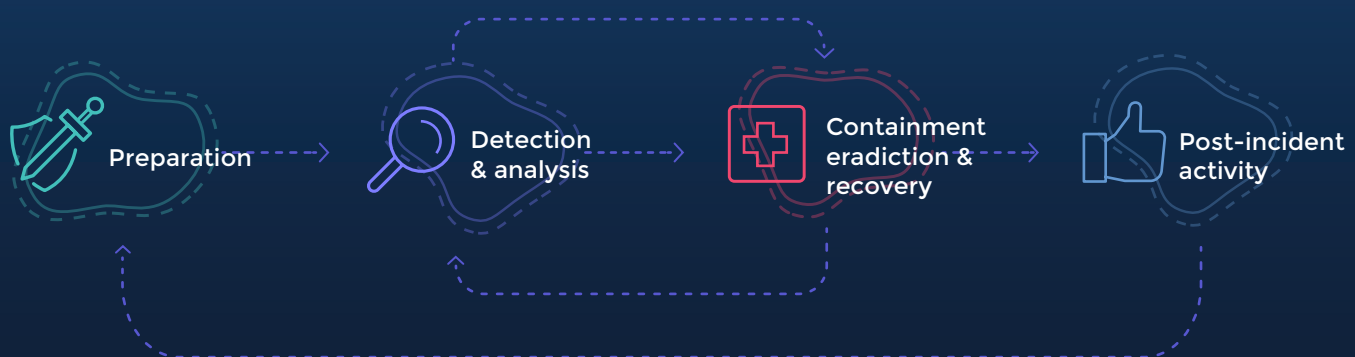 Preparation
Detection
& analysis
Containment
eradiction &
recovery
Post-incident
activity